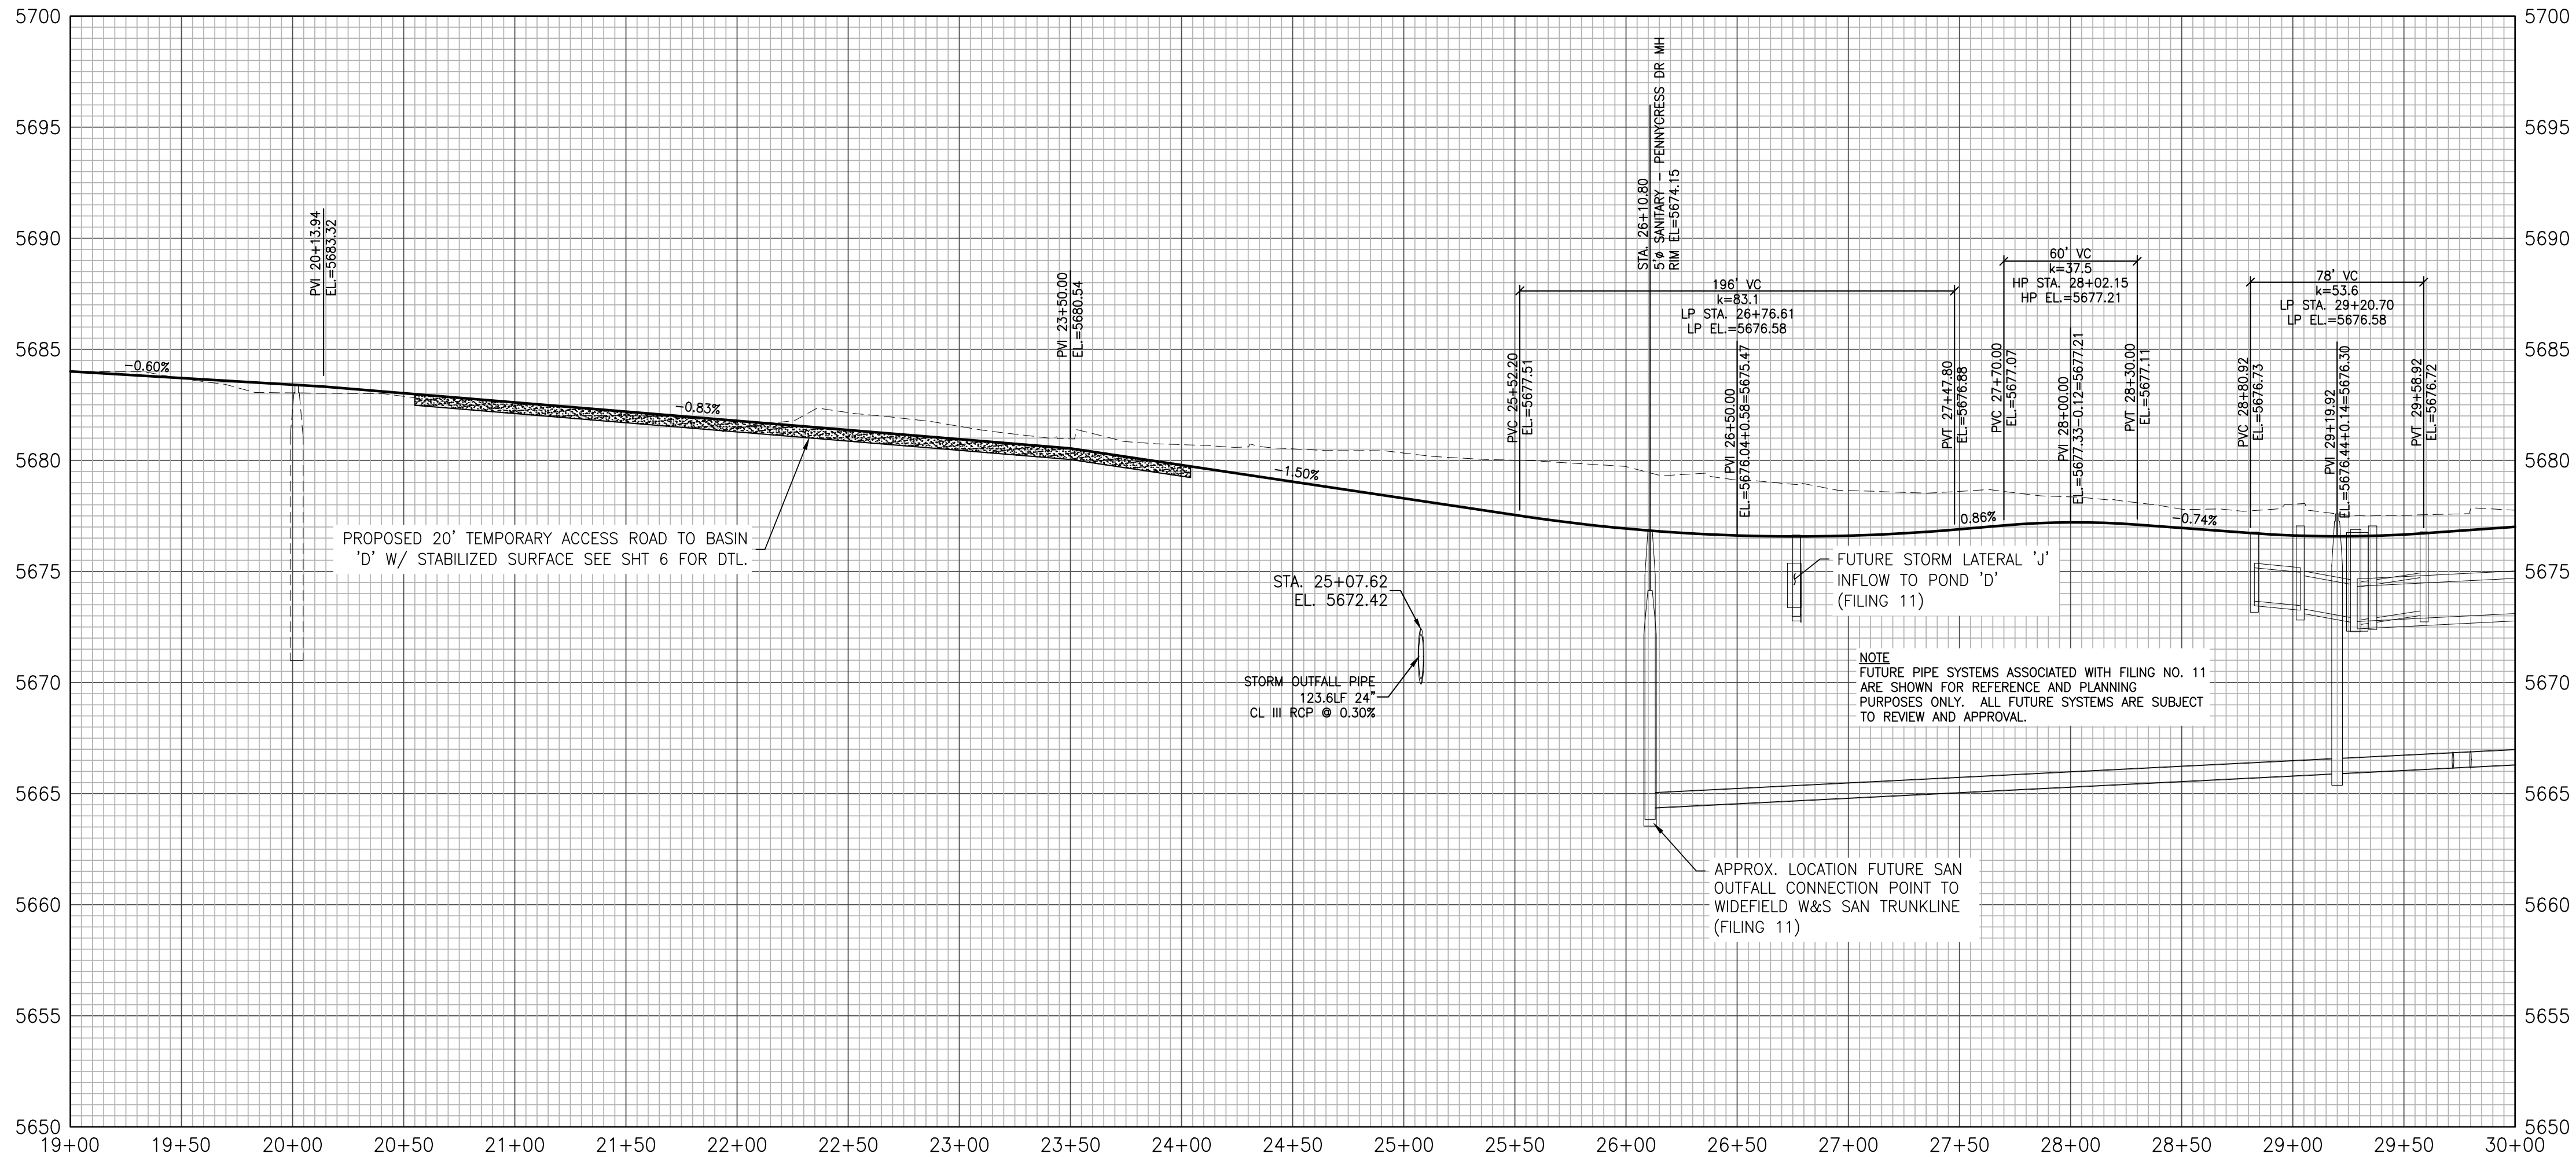 5700
5700
5695
5695
5690
5690
5685
5685
5680
5680
5675
5675
5670
5670
5665
5665
5660
5660
5655
5655
5650
5650
-0.60%
PVI 20+13.94
EL.=5683.32
-0.83%
PVI 23+50.00
EL.=5680.54
-1.50%
PROPOSED 20' TEMPORARY ACCESS ROAD TO BASIN
'D' W/ STABILIZED SURFACE SEE SHT 6 FOR DTL.
STA. 25+07.62
EL. 5672.42
STORM OUTFALL PIPE
123.6LF 24"
CL III RCP @ 0.30%
PVC 25+52.20
EL.=5677.51
STA. 26+10.80
5'ø SANITARY - PENNYCRESS DR MH
RIM EL=5674.15
196' VC
k=83.1
LP STA. 26+76.61
LP EL.=5676.58
PVI 26+50.00
EL.=5676.04+0.58=5675.47
PVT 27+47.80
EL.=5676.88
0.86%
60' VC
k=37.5
HP STA. 28+02.15
HP EL.=5677.21
PVC 27+70.00
EL.=5677.07
PVI 28+00.00
EL.=5677.33-0.12=5677.21
PVT 28+30.00
EL.=5677.11
-0.74%
78' VC
k=53.6
LP STA. 29+20.70
LP EL.=5676.58
PVC 28+80.92
EL.=5676.73
PVI 29+19.92
EL.=5676.44+0.14=5676.30
PVT 29+58.92
EL.=5676.72
FUTURE STORM LATERAL 'J'
INFLOW TO POND 'D'
(FILING 11)
NOTE
FUTURE PIPE SYSTEMS ASSOCIATED WITH FILING NO. 11
ARE SHOWN FOR REFERENCE AND PLANNING
PURPOSES ONLY. ALL FUTURE SYSTEMS ARE SUBJECT
TO REVIEW AND APPROVAL.
APPROX. LOCATION FUTURE SAN
OUTFALL CONNECTION POINT TO
WIDEFIELD W&S SAN TRUNKLINE
(FILING 11)
19+00 19+50 20+00 20+50 21+00 21+50 22+00 22+50 23+00 23+50 24+00 24+50 25+00 25+50 26+00 26+50 27+00 27+50 28+00 28+50 29+00 29+50 30+00